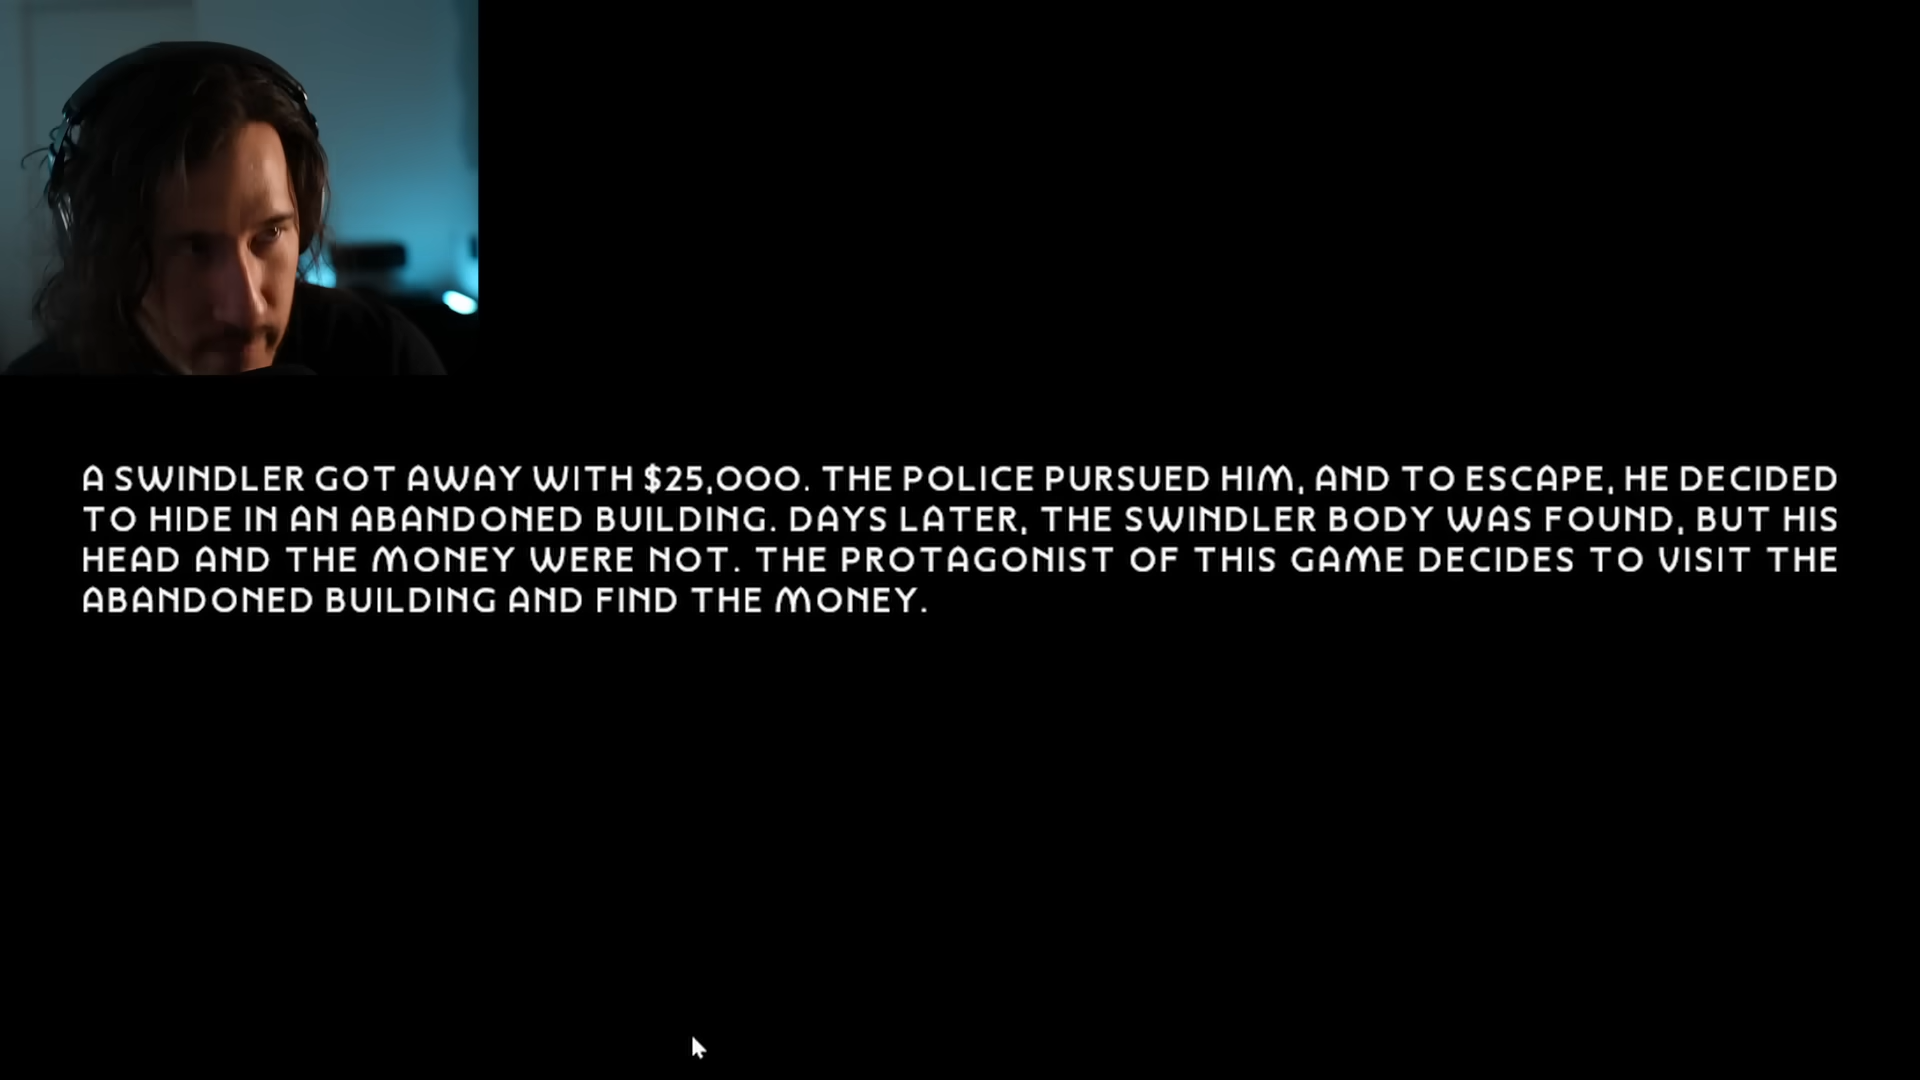 A SWINDLER GOT AWAY WITH $25,000. THE POLICE PURSUED HIM, AND TO ESCAPE, HE DECIDED
TO HIDE IN AN ABANDONED BUILDING. DAYS LATER, THE SWINDLER BODY WAS FOUND, BUT HIS
HEAD AND THE MONEY WERE NOT. THE PROTAGONIST OF THIS GAME DECIDES TO VISIT THE
ABANDONED BUILDING AND FIND THE MONEY.